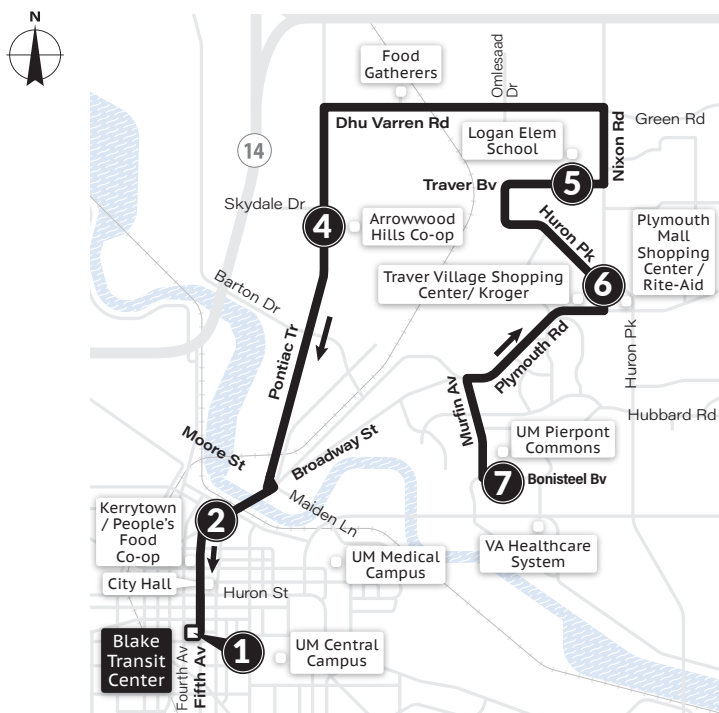 N
Food
Gatherers
Omlesaad
Dr
Dhu Varren Rd
Green Rd
Nixon Rd
Logan Elem
School
14
Traver Bv
5
Skydale Dr
4
Arrowwood
Hills Co-op
Huron Pk
Plymouth
Mall
Shopping
Center /
Rite-Aid
Traver Village Shopping
Center/ Kroger
6
Barton Dr
Pontiac Tr
Plymouth Rd
Huron Pk
Murfin Av
Hubbard Rd
Moore St
Broadway St
UM Pierpont
Commons
7
Bonisteel Bv
Maiden Ln
Kerrytown
/ People's
Food
Co-op
2
VA Healthcare
System
UM Medical
Campus
City Hall
Huron St
Blake
Transit
Center
Fourth Av
Fifth Av
1
UM Central
Campus